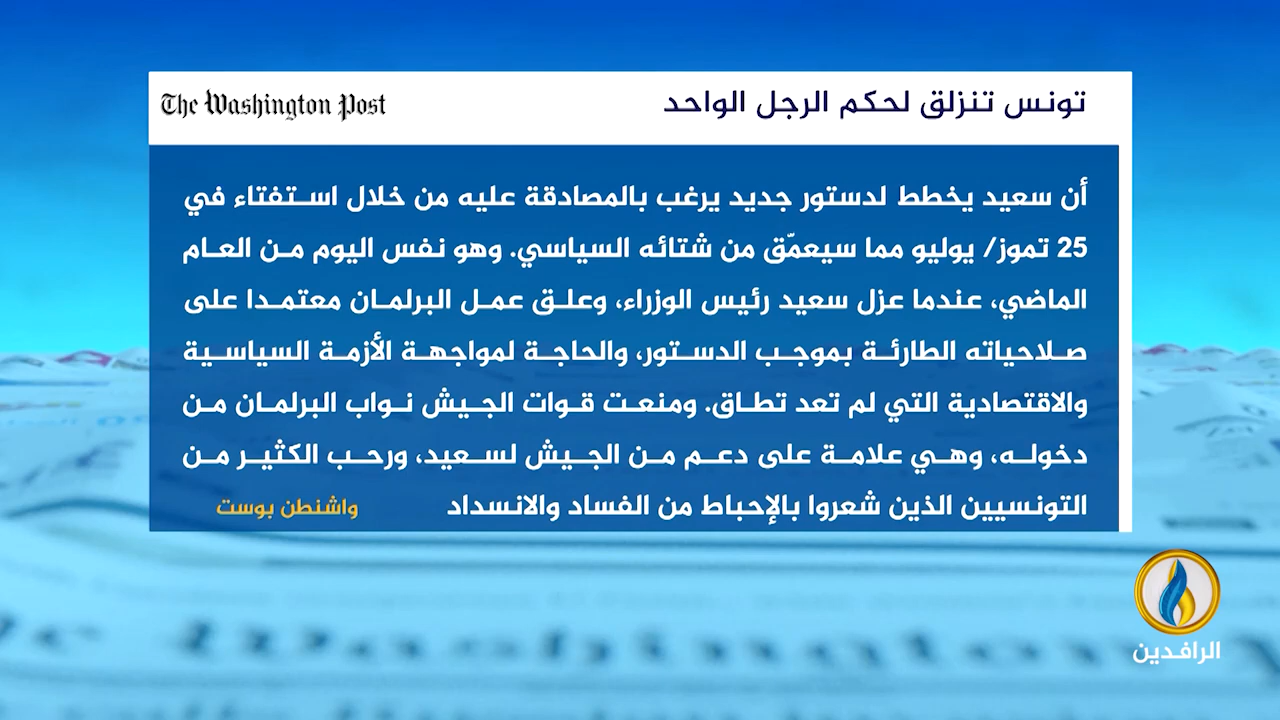 The Washington Post
تونس تنزلق لحكم الرجل الواحد
أن سعيد يخطط لدستور جديد يرغب بالمصادقة عليه من خلال استفتاء في
25 تموز/ يوليو مما سيعمّق من شتائه السياسي. وهو نفس اليوم من العام
الماضي، عندما عزل سعيد رئيس الوزراء، وعلق عمل البرلمان معتمدا على
صلاحياته الطارئة بموجب الدستور، والحاجة لمواجهة الأزمة السياسية
والاقتصادية التي لم تعد تطاق. ومنعت قوات الجيش نواب البرلمان من
دخوله، وهي علامة على دعم من الجيش لسعيد، ورحب الكثير من
التونسيين الذين شعروا بالإحباط من الفساد والانسداد
واشنطن بوست
الرافدين